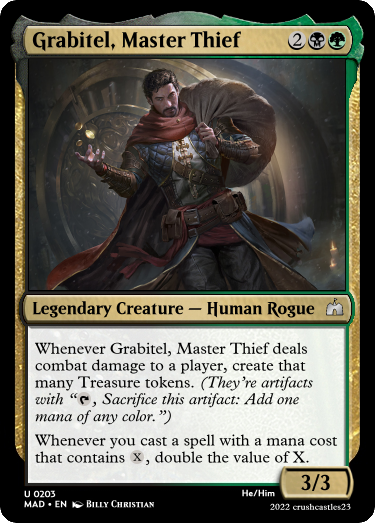 Grabitel, Master Thief 2
Legendary Creature — Human Rogue
Whenever Grabitel, Master Thief deals
combat damage to a player, create that
many Treasure tokens. (They're artifacts
with “, Sacrifice this artifact: Add one
mana of any color.”)
Whenever you cast a spell with a mana cost
that contains X, double the value of X.
3/3
U 0203
He/Him
MAD • EN Billy Christian
2022 crushcastles23